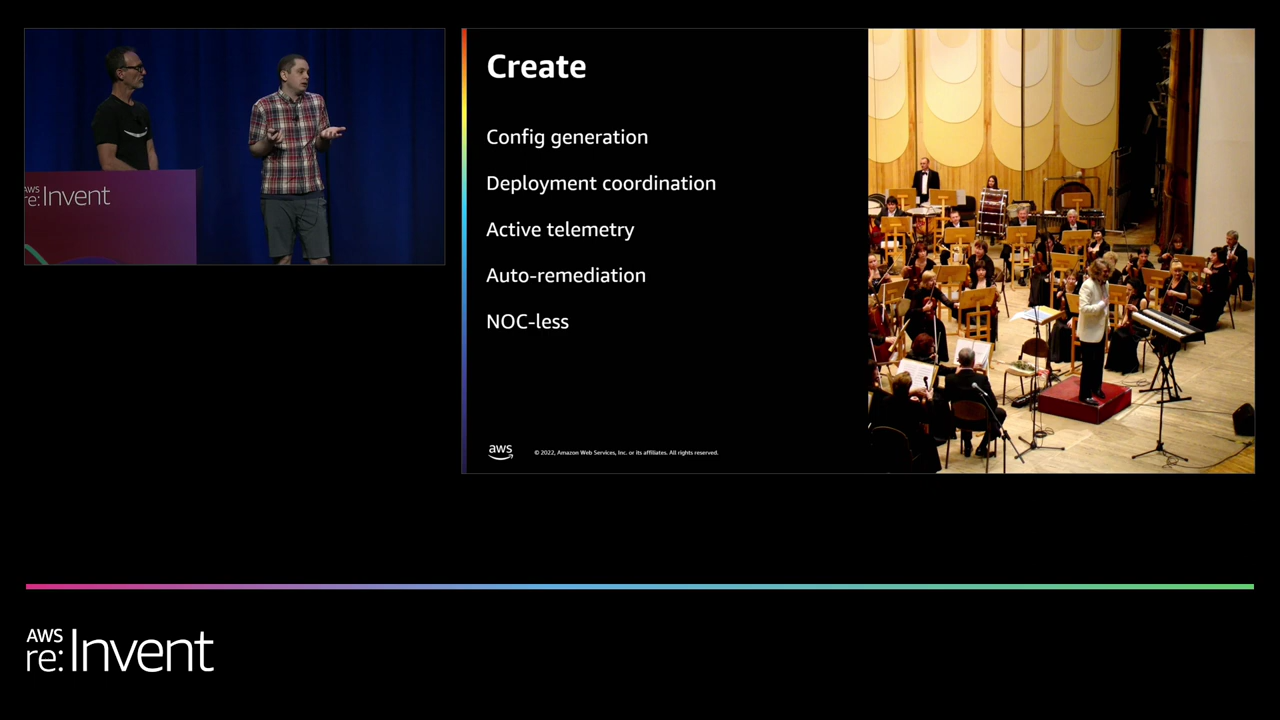 AWS
re:Invent
Create
Config generation
Deployment coordination
Active telemetry
Auto-remediation
NOC-less
aws
© 2022, Amazon Web Services, Inc. or its affiliates. All rights reserved.
AWS
re:Invent